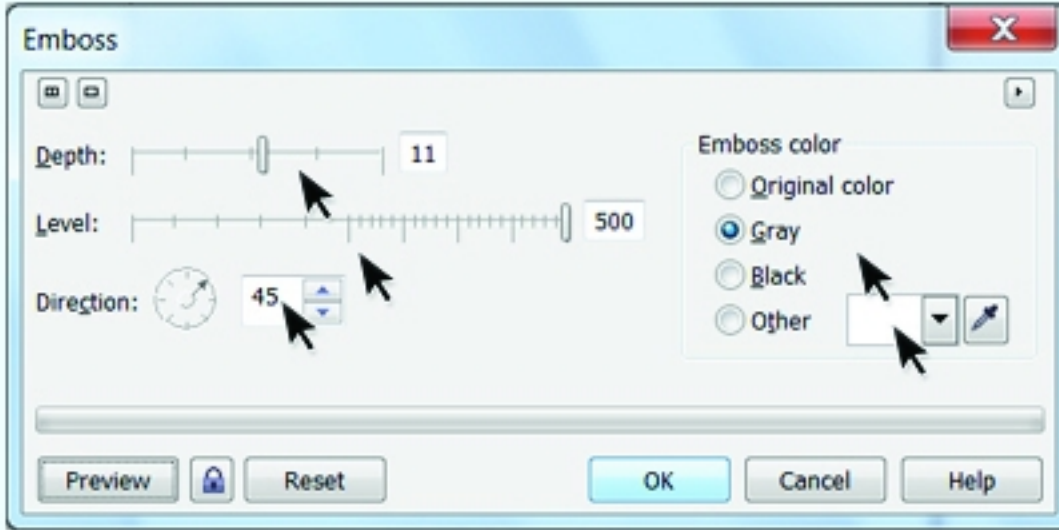 Emboss
Depth: 11
Level: 500
Direction: 45
Emboss color
Original color
Gray
Black
Other
Preview Reset OK Cancel Help